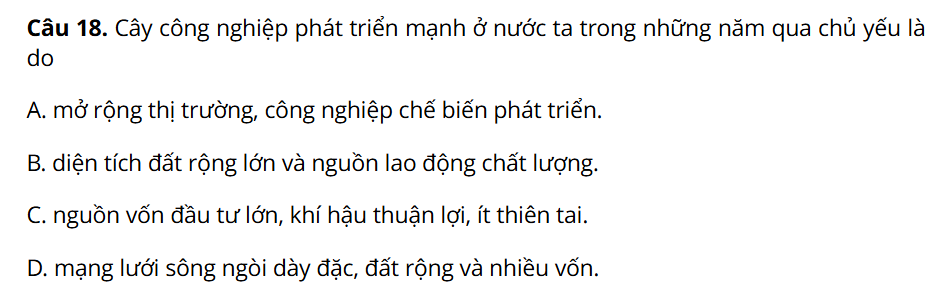 Câu 18. Cây công nghiệp phát triển mạnh ở nước ta trong những năm qua chủ yếu là
do
A. mở rộng thị trường, công nghiệp chế biến phát triển.
B. diện tích đất rộng lớn và nguồn lao động chất lượng.
C. nguồn vốn đầu tư lớn, khí hậu thuận lợi, ít thiên tai.
D. mạng lưới sông ngòi dày đặc, đất rộng và nhiều vốn.